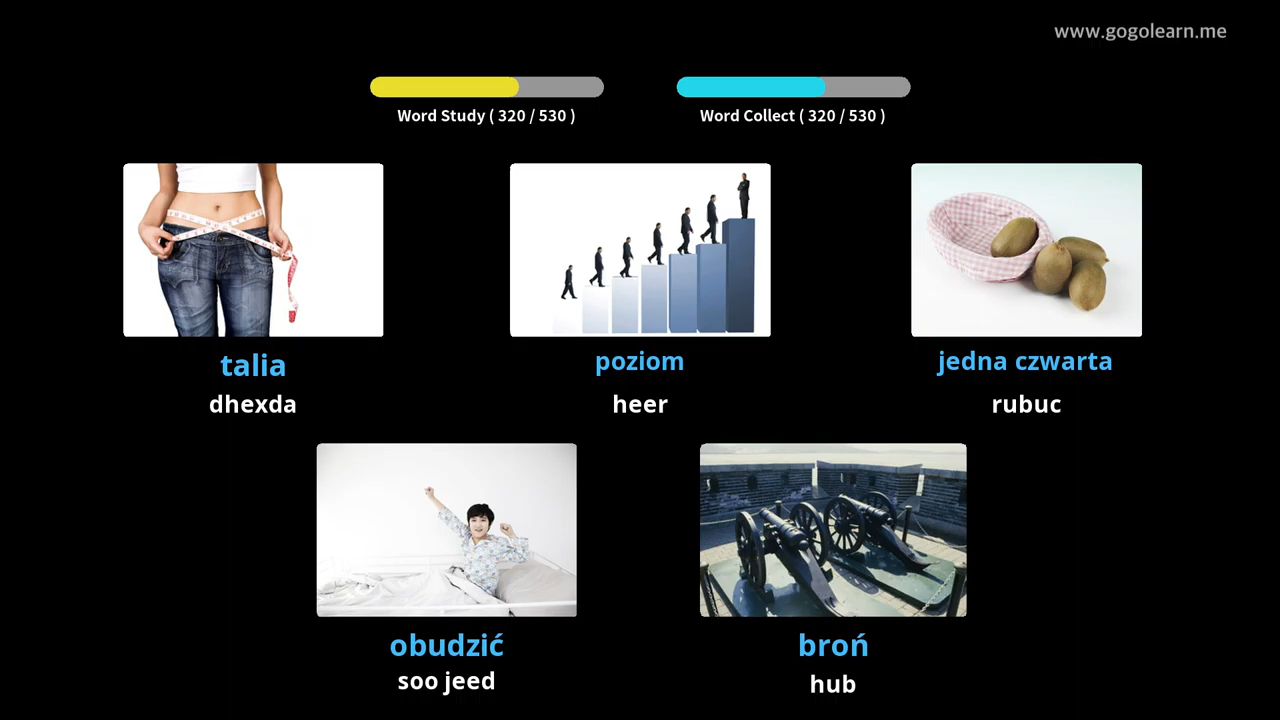 www.gogolearn.me
Word Study ( 320 / 530 )
Word Collect ( 320 / 530 )
talia
dhexda
poziom
heer
jedna czwarta
rubuc
obudzić
soo jeed
broń
hub